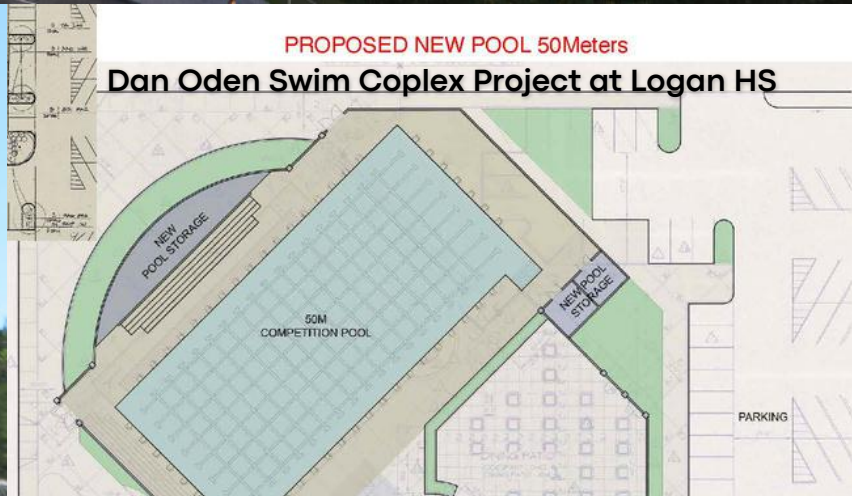 PROPOSED NEW POOL 50Meters
Dan Oden Swim Coplex Project at Logan HS
NEW
POOL STORAGE
NEW POOL
STORAGE
50M
COMPETITION POOL
PARKING